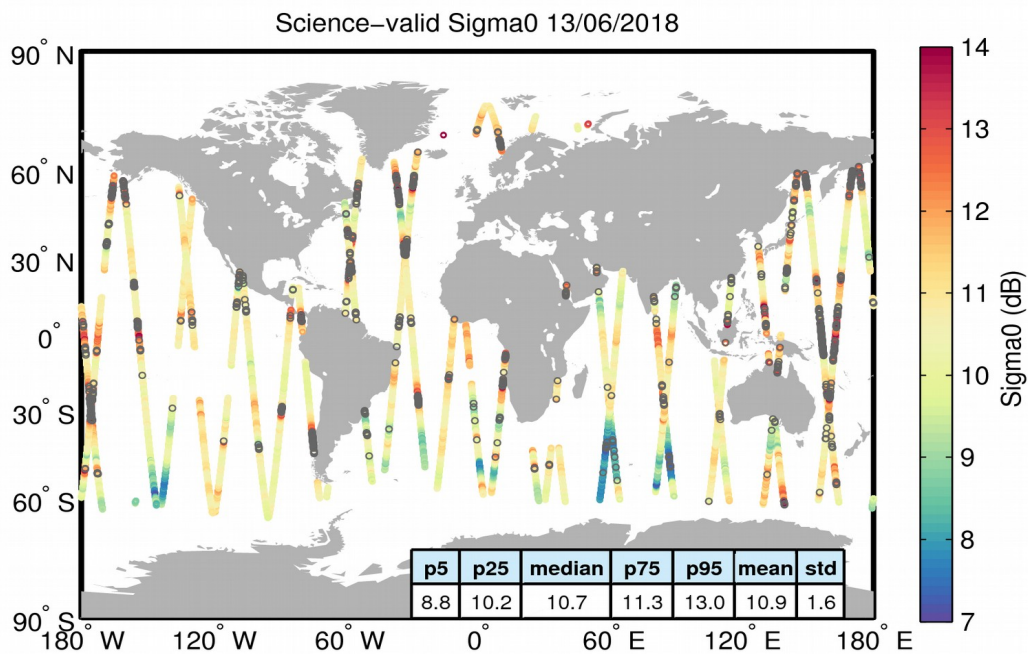 Science−valid Sigma0 13/06/2018
90° N
60° N
30° N
0°
30° S
60° S
90° S
180° W
120° W
60° W
0°
60° E
120° E
180° E
p5 p25 median p75 p95 mean std
8.8 10.2 10.7 11.3 13.0 10.9 1.6
14
13
12
11
10
9
8
7
Sigma0 (dB)